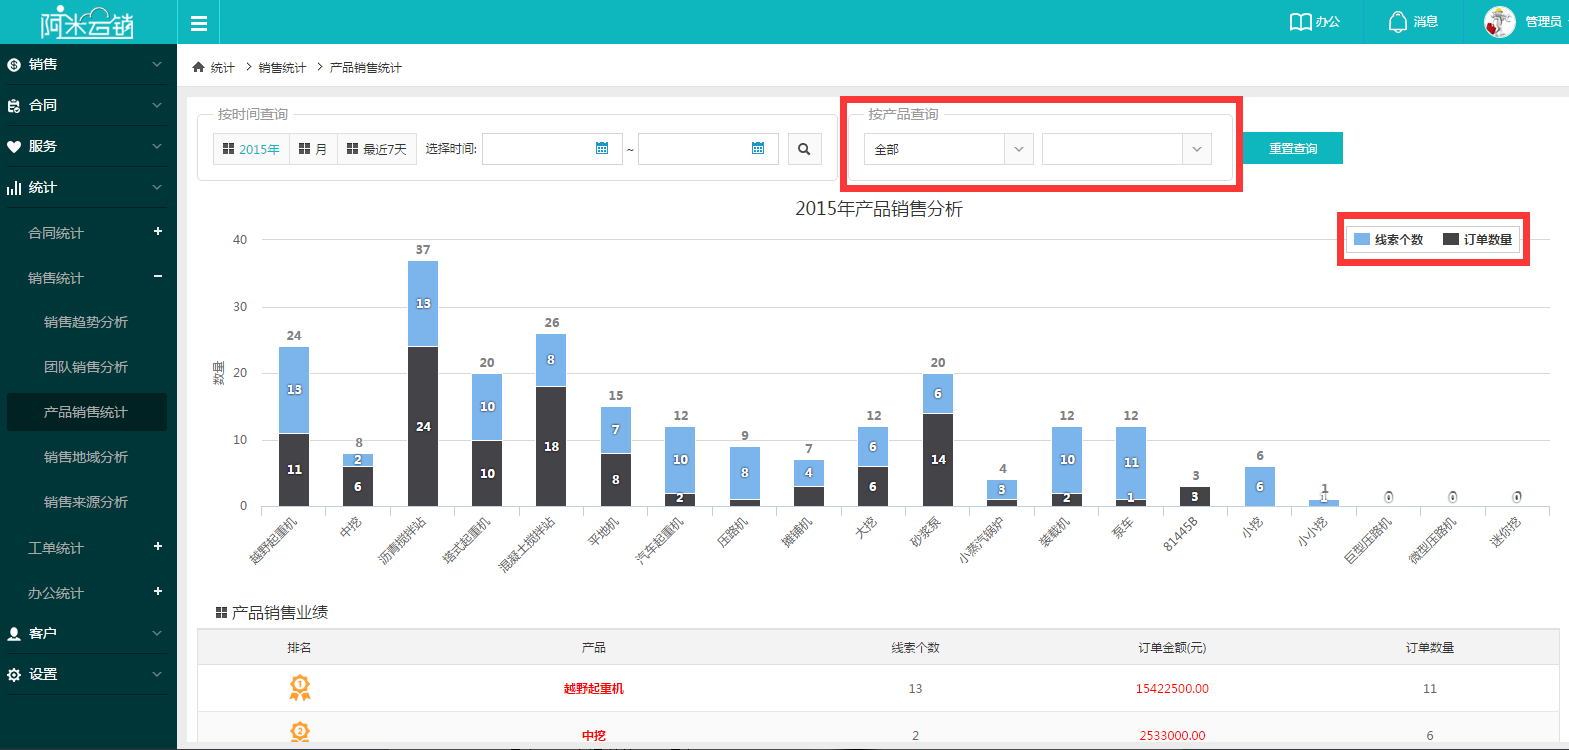 阿米云销
办公
消息
管理员
销售
合同
服务
统计
合同统计
销售统计
销售趋势分析
团队销售分析
产品销售统计
销售地域分析
销售来源分析
工单统计
办公统计
客户
设置
统计 > 销售统计 > 产品销售统计
按时间查询
2015年 月 最近7天 选择时间: ~
按产品查询
全部
重置查询
2015年产品销售分析
线索个数 订单数量
数量
40
30
20
10
0
24 8 37 20 26 15 12 9 7 12 20 4 12 12 3 6 1 0 0 0
13 2 13 10 8 7 10 8 4 6 6 3 10 11 6 1
11 6 24 10 18 8 2 6 14 2 1 3
越野起重机
中挖
沥青搅拌站
塔式起重机
混凝土搅拌站
平地机
汽车起重机
压路机
摊铺机
大挖
砂浆泵
小蒸汽锅炉
装载机
泵车
81445B
小挖
小小挖
巨型压路机
微型压路机
迷你挖
产品销售业绩
排名 产品 线索个数 订单金额(元) 订单数量
1 越野起重机 13 15422500.00 11
2 中挖 2 2533000.00 6